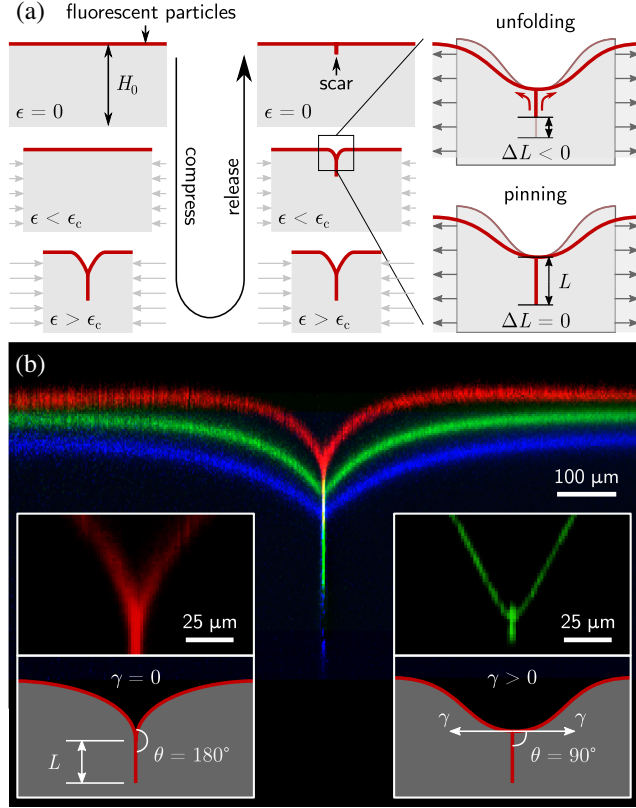 (a)
fluorescent particles
H₀
ϵ = 0
ϵ < ϵc
ϵ > ϵc
compress
release
scar
ϵ = 0
ϵ < ϵc
ϵ > ϵc
unfolding
ΔL < 0
pinning
L
ΔL = 0
(b)
100 µm
25 µm
25 µm
γ = 0
L
θ = 180°
γ > 0
γ γ
θ = 90°